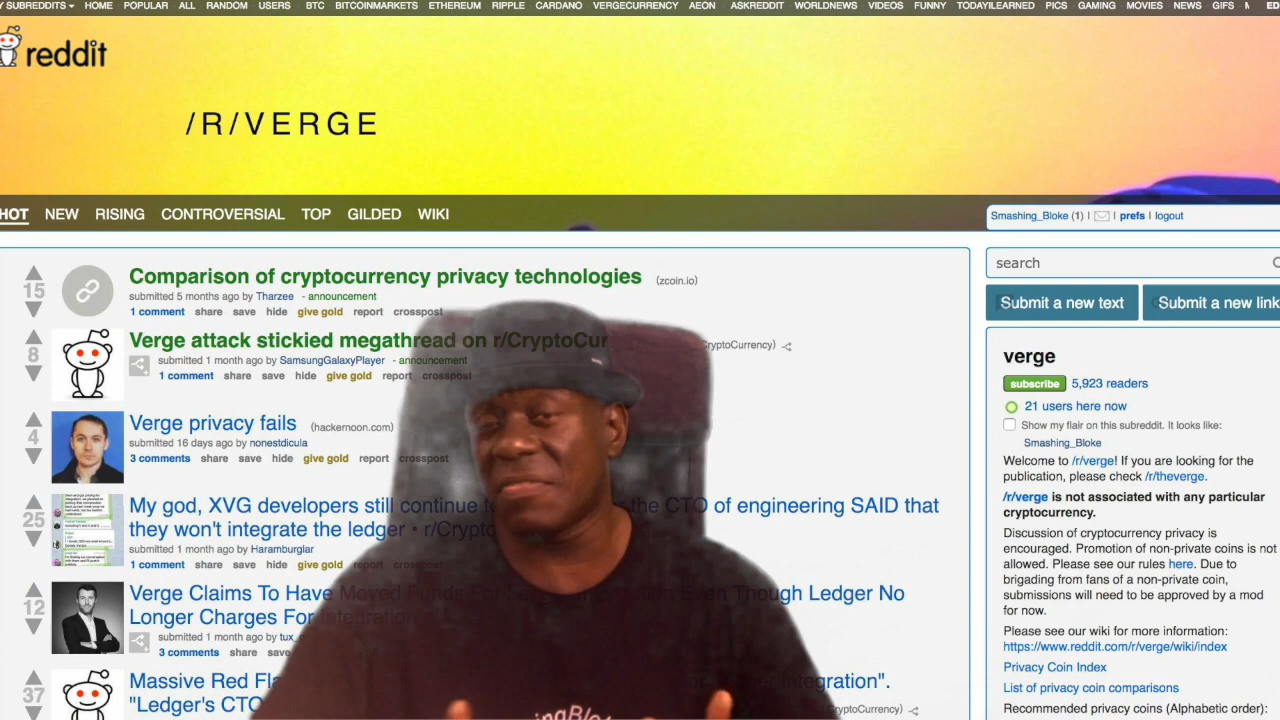 Y SUBREDDITS HOME POPULAR ALL RANDOM USERS BTC BITCOINMARKETS ETHEREUM RIPPLE CARDANO VERGECURRENCY AEON ASKREDDIT WORLDNEWS VIDEOS FUNNY TODAYILEARNED PICS GAMING MOVIES NEWS GIFS ED
reddit
/R/VERGE
HOT NEW RISING CONTROVERSIAL TOP GILDED WIKI
Smashing_Bloke (1) | | prefs | logout
15
Comparison of cryptocurrency privacy technologies (zcoin.io)
submitted 5 months ago by Tharzee - announcement
1 comment share save hide give gold report crosspost
8
Verge attack stickied megathread on r/CryptoCur ryptoCurrency)
submitted 1 month ago by SamsungGalaxyPlayer - announcement
1 comment share save hide give gold report crosspost
4
Verge privacy fails (hackernoon.com)
submitted 16 days ago by nonestdicula
3 comments share save hide give gold report crosspost
25
My god, XVG developers still continue the CTO of engineering SAID that
they won't integrate the ledger • r/Crypto
submitted 1 month ago by Haramburglar
1 comment share save hide give gold report crosspost
12
Verge Claims To Have Moved Funds Even Though Ledger No
Longer Charges For Integration
submitted 1 month ago by tux_
3 comments share save
37
Massive Red Fla integration".
"Ledger's CTO ryptoCurrency)
ingBlo
search
Submit a new text Submit a new link
verge
subscribe 5,923 readers
21 users here now
Show my flair on this subreddit. It looks like:
Smashing_Bloke
Welcome to /r/verge! If you are looking for the
publication, please check /r/theverge.
/r/verge is not associated with any particular
cryptocurrency.
Discussion of cryptocurrency privacy is
encouraged. Promotion of non-private coins is not
allowed. Please see our rules here. Due to
brigading from fans of a non-private coin,
submissions will need to be approved by a mod
for now.
Please see our wiki for more information:
https://www.reddit.com/r/verge/wiki/index
Privacy Coin Index
List of privacy coin comparisons
Recommended privacy coins (Alphabetic order):